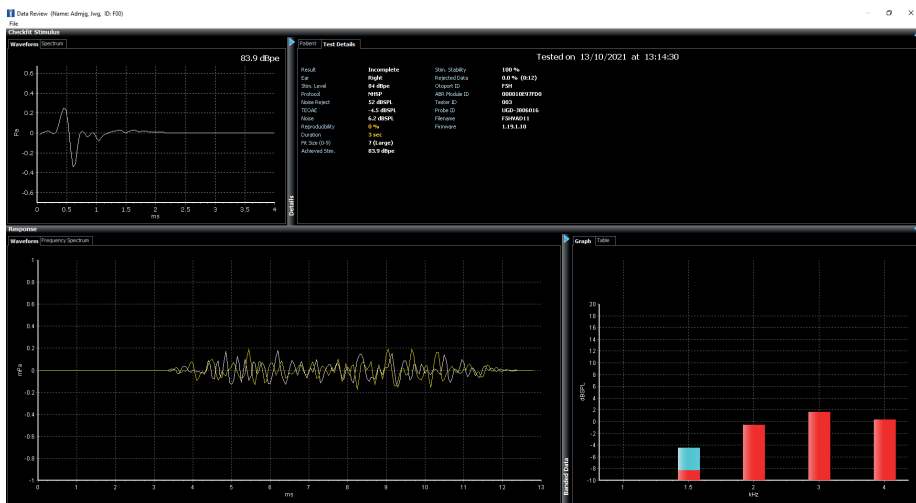 Data Review (Name: Admjg, Jwg, ID: F00)
File
Checkfit Stimulus
Waveform Spectrum
83.9 dBpe
0.6
0.4
0.2
0
-0.2
-0.4
-0.6
Pa
0 0.5 1 1.5 2 2.5 3 3.5 4
ms
Details
Patient Test Details
Tested on 13/10/2021 at 13:14:30
Result Incomplete Stim. Stability 100 %
Ear Right Rejected Data 0.0 % (0:12)
Stim. Level 84 dBpe Otoport ID F5H
Protocol NHSP ABR Module ID 000010E97FD0
Noise Reject 52 dBSPL Tester ID 003
TEOAE -4.5 dBSPL Probe ID UGD-J806016
Noise 6.2 dBSPL Filename F5HYAD11
Reproducibility 0 % Firmware 1.19.1.10
Duration 3 sec
Fit Size (0-9) 7 (Large)
Achieved Stim. 83.9 dBpe
Response
Waveform Frequency Spectrum
1
0.8
0.6
0.4
0.2
0
-0.2
-0.4
-0.6
-0.8
-1
mPa
0 1 2 3 4 5 6 7 8 9 10 11 12 13
ms
Banded Data
Graph Table
20
18
16
14
12
10
8
6
4
2
0
-2
-4
-6
-8
-10
dBSPL
1 1.5 2 3 4
kHz